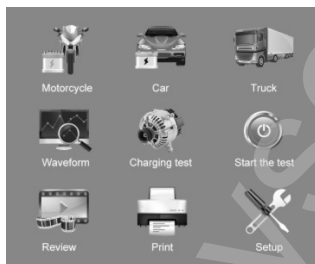 Motorcycle Car Truck
Waveform Charging test Start the test
Review Print Setup